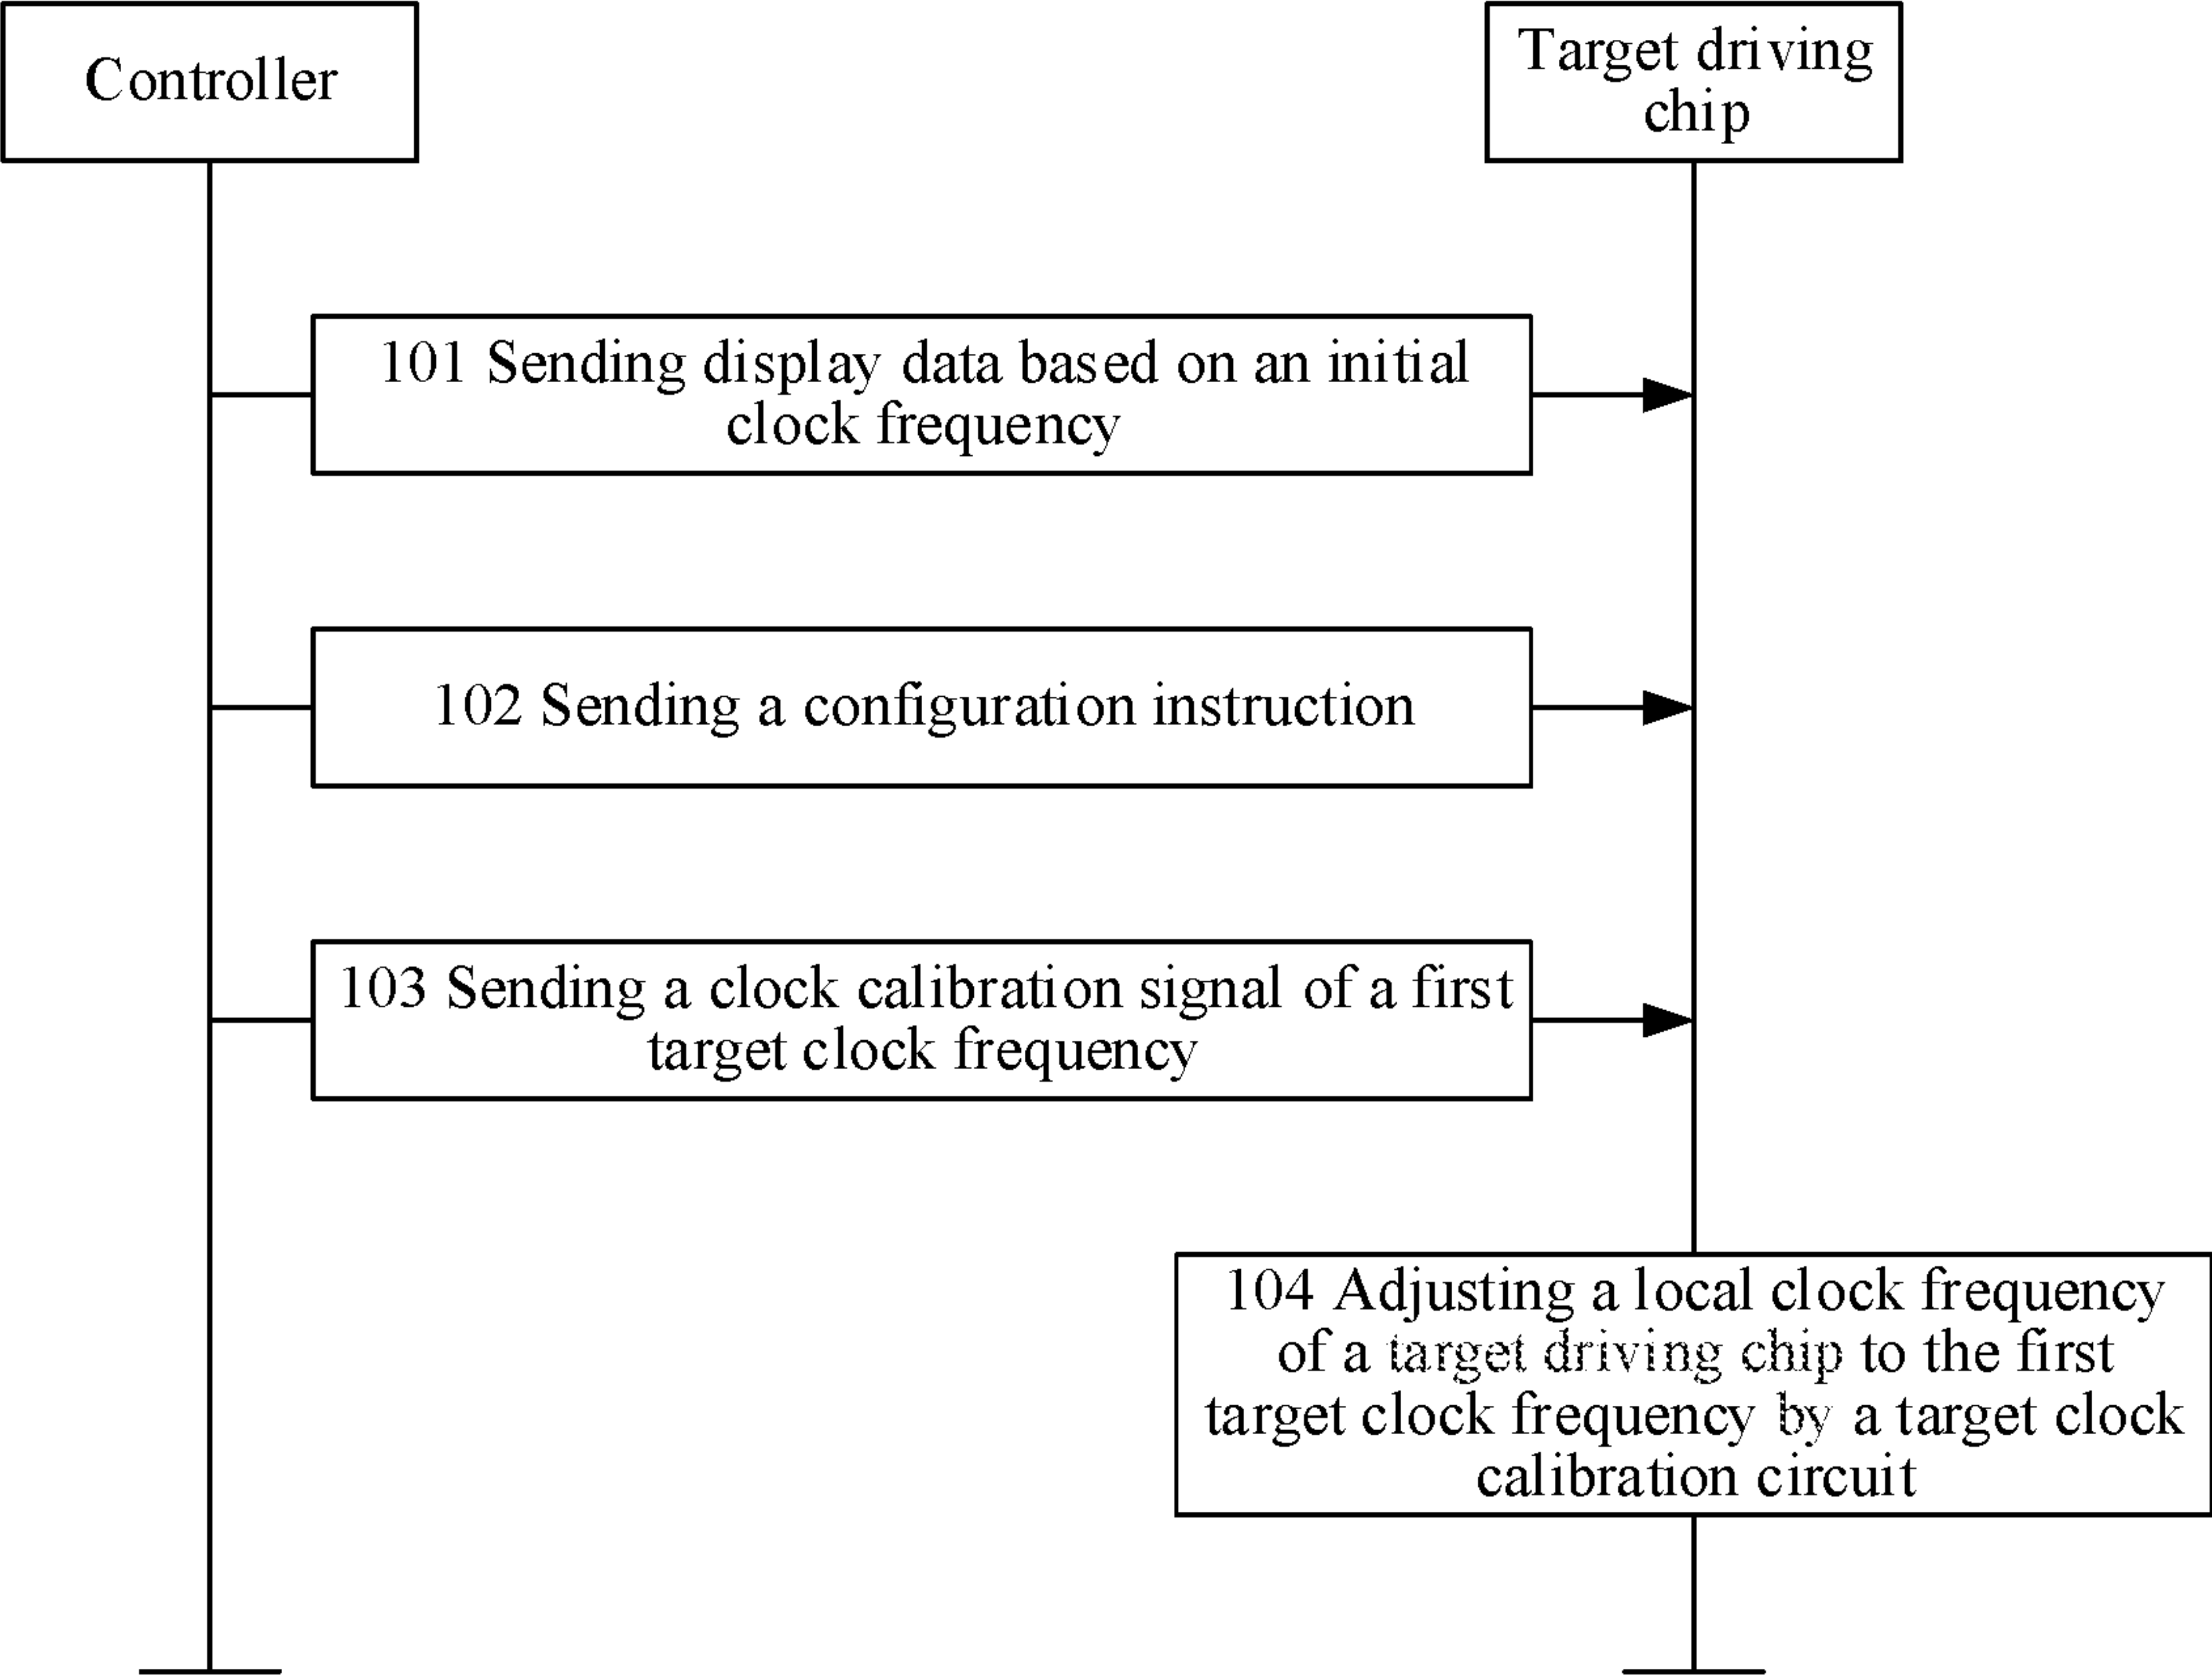 Controller
Target driving
chip
101 Sending display data based on an initial
clock frequency
102 Sending a configuration instruction
103 Sending a clock calibration signal of a first
target clock frequency
104 Adjusting a local clock frequency
of a target driving chip to the first
target clock frequency by a target clock
calibration circuit